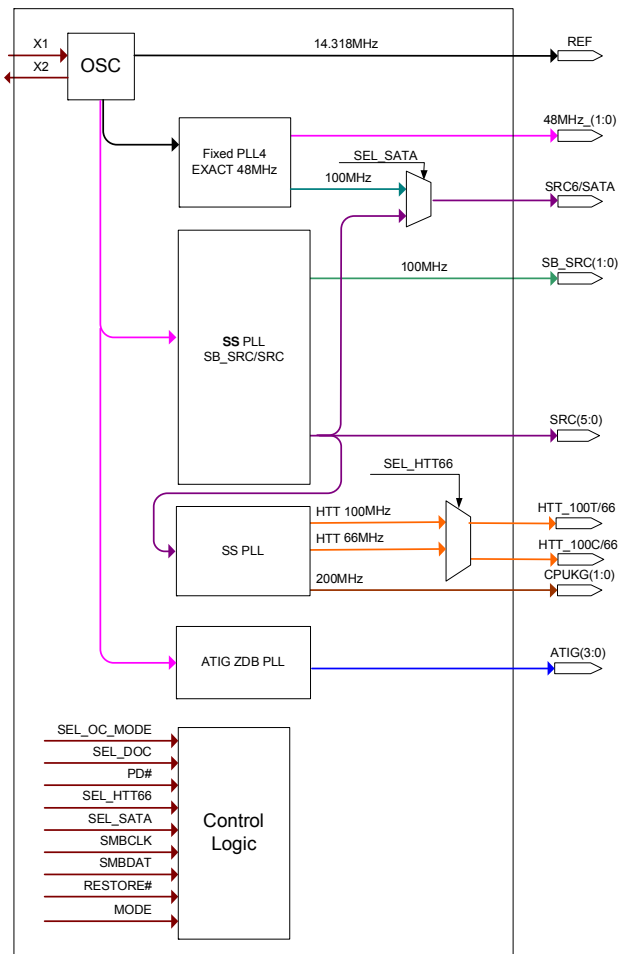 X1
X2
OSC
14.318MHz
REF
Fixed PLL4
EXACT 48MHz
48MHz_(1:0)
SEL_SATA
100MHz
SRC6/SATA
SS PLL
SB_SRC/SRC
100MHz
SB_SRC(1:0)
SRC(5:0)
SEL_HTT66
SS PLL
HTT 100MHz
HTT 66MHz
200MHz
HTT_100T/66
HTT_100C/66
CPUKG(1:0)
ATIG ZDB PLL
ATIG(3:0)
SEL_OC_MODE
SEL_DOC
PD#
SEL_HTT66
SEL_SATA
SMBCLK
SMBDAT
RESTORE#
MODE
Control
Logic